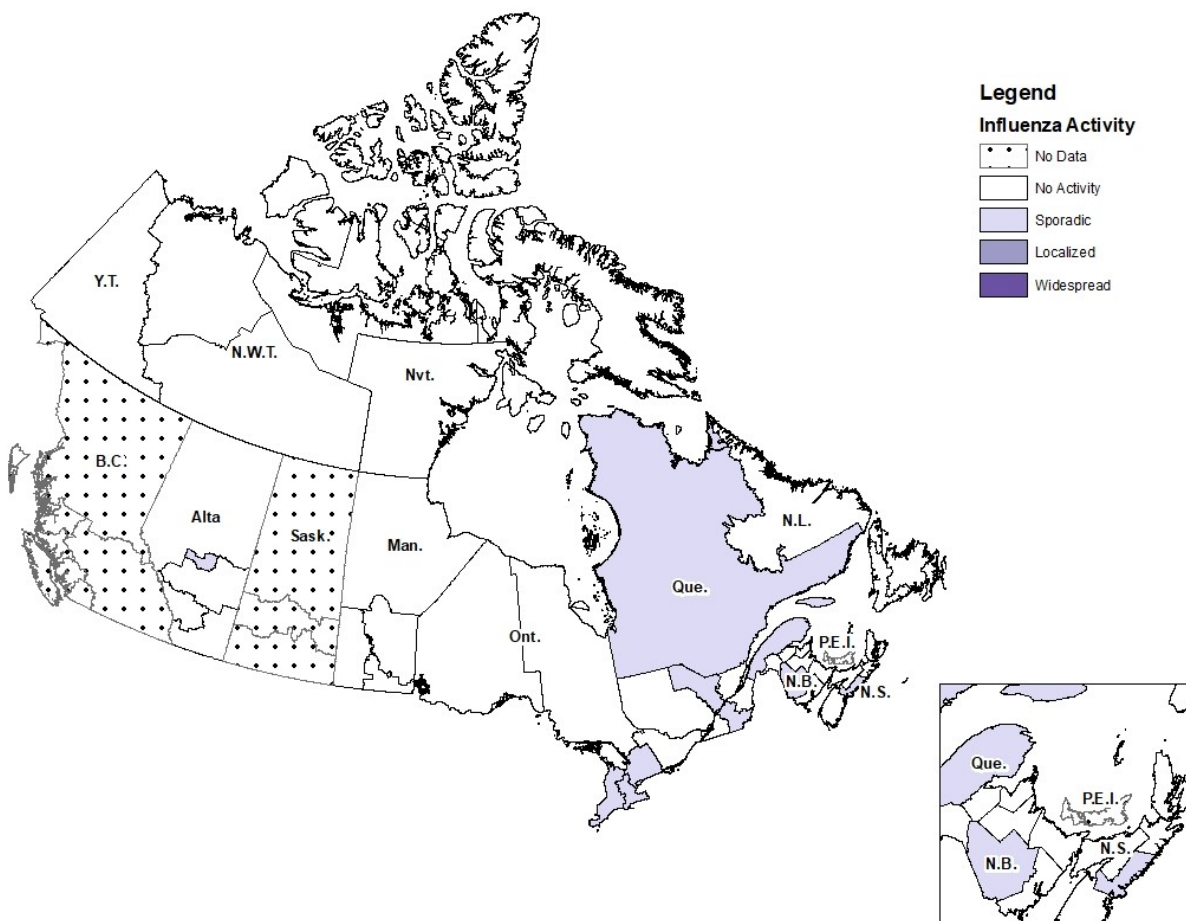 Legend
Influenza Activity
No Data
No Activity
Sporadic
Localized
Widespread
Y.T.
N.W.T.
Nvt.
B.C.
Alta
Sask.
Man.
Ont.
Que.
N.L.
P.E.I.
N.B.
N.S.
Que.
P.E.I.
N.S.
N.B.